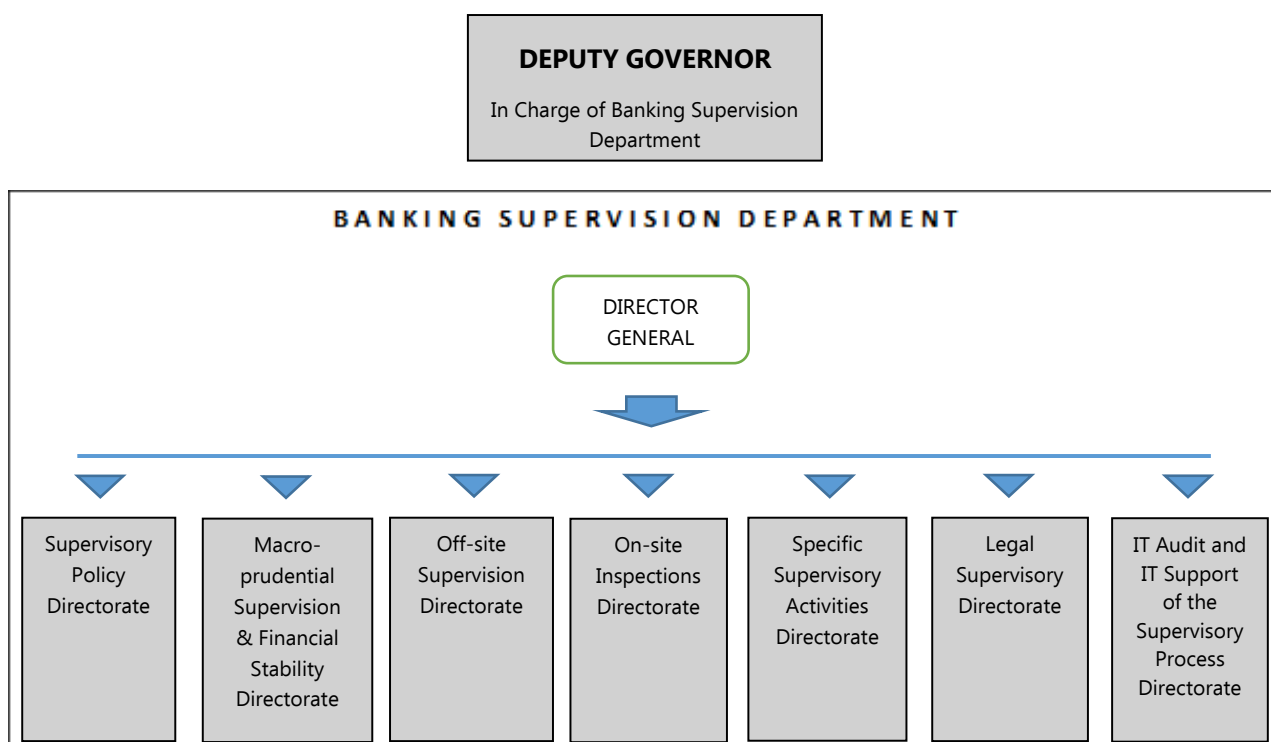 DEPUTY GOVERNOR
In Charge of Banking Supervision
Department
BANKING SUPERVISION DEPARTMENT
DIRECTOR
GENERAL
Supervisory
Policy
Directorate
Macro-
prudential
Supervision
& Financial
Stability
Directorate
Off-site
Supervision
Directorate
On-site
Inspections
Directorate
Specific
Supervisory
Activities
Directorate
Legal
Supervisory
Directorate
IT Audit and
IT Support
of the
Supervisory
Process
Directorate